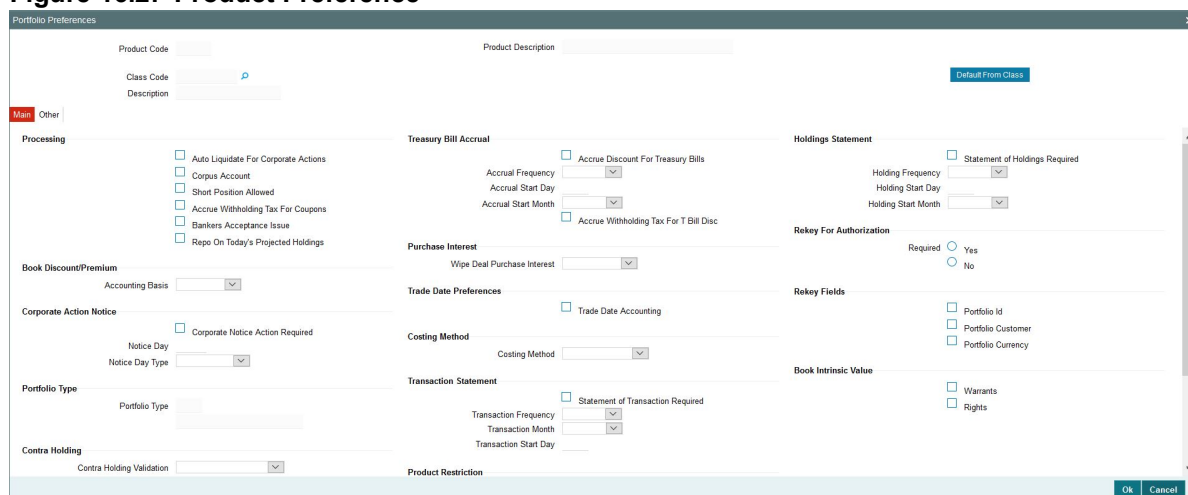 Portfolio Preferences
Product Code
Product Description
Class Code
Default From Class
Description
Main Other
Processing
Auto Liquidate For Corporate Actions
Corpus Account
Short Position Allowed
Accrue Withholding Tax For Coupons
Bankers Acceptance Issue
Repo On Today's Projected Holdings
Book Discount/Premium
Accounting Basis
Corporate Action Notice
Corporate Notice Action Required
Notice Day
Notice Day Type
Portfolio Type
Portfolio Type
Contra Holding
Contra Holding Validation
Treasury Bill Accrual
Accrue Discount For Treasury Bills
Accrual Frequency
Accrual Start Day
Accrual Start Month
Accrue Withholding Tax For T Bill Disc
Purchase Interest
Wipe Deal Purchase Interest
Trade Date Preferences
Trade Date Accounting
Costing Method
Costing Method
Transaction Statement
Statement of Transaction Required
Transaction Frequency
Transaction Month
Transaction Start Day
Product Restriction
Holdings Statement
Statement of Holdings Required
Holding Frequency
Holding Start Day
Holding Start Month
Rekey For Authorization
Required Yes
No
Rekey Fields
Portfolio Id
Portfolio Customer
Portfolio Currency
Book Intrinsic Value
Warrants
Rights
Ok Cancel